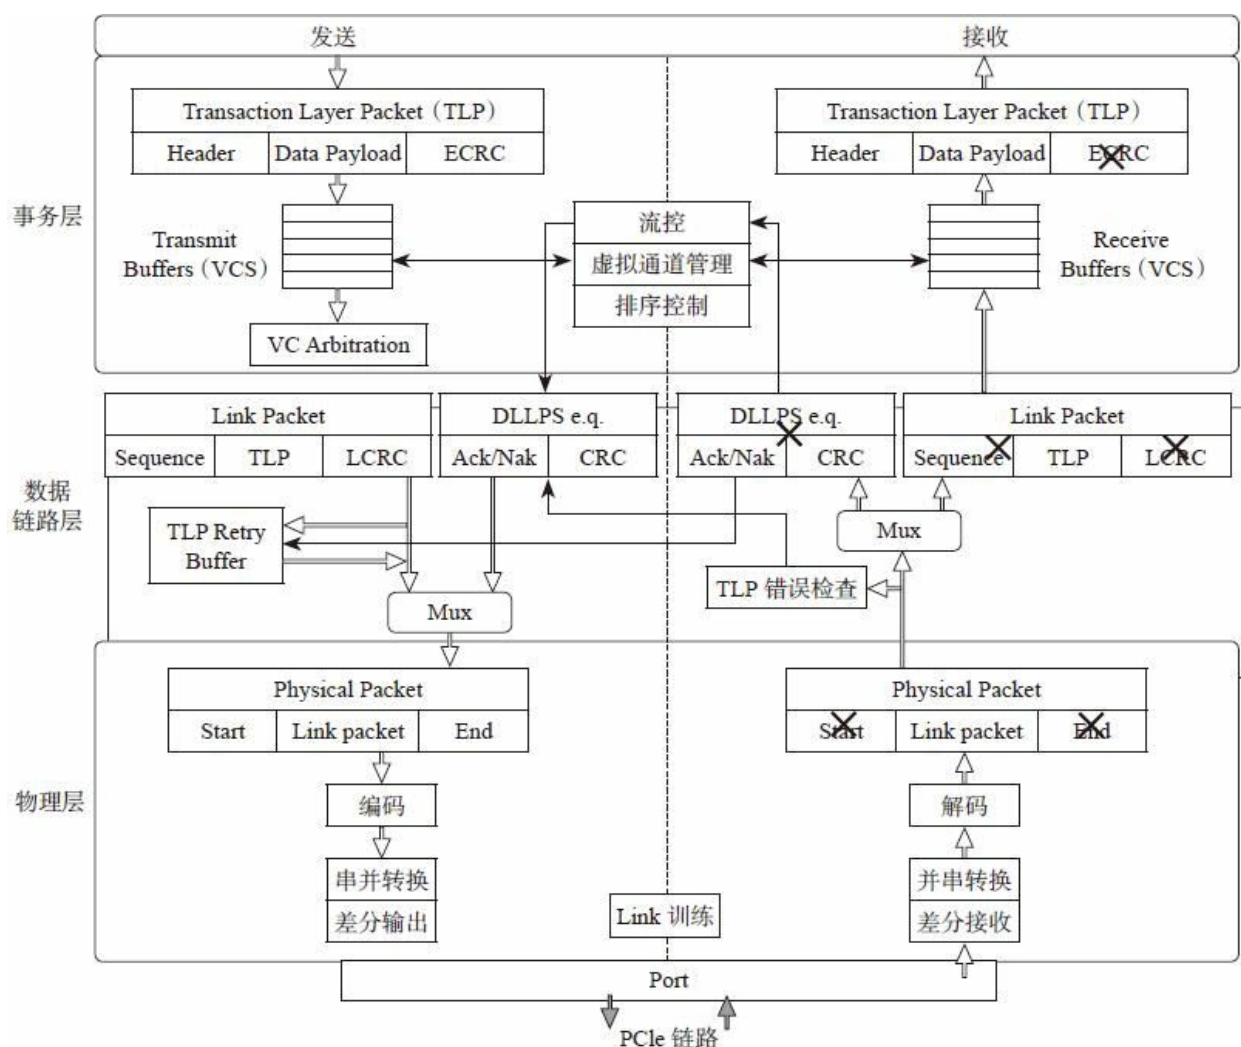 发送
接收
Transaction Layer Packet（TLP）
Header
Data Payload
ECRC
Transaction Layer Packet（TLP）
Header
Data Payload
ECRC
事务层
Transmit
Buffers（VCS）
流控
虚拟通道管理
排序控制
Receive
Buffers（VCS）
VC Arbitration
Link Packet
Sequence
TLP
LCRC
DLLPS e.q.
Ack/Nak
CRC
DLLPS e.q.
Ack/Nak
CRC
Link Packet
Sequence
TLP
LCRC
数据
链路层
TLP Retry
Buffer
Mux
TLP 错误检查
Mux
Physical Packet
Start
Link packet
End
Physical Packet
Start
Link packet
End
物理层
编码
解码
串并转换
差分输出
Link 训练
并串转换
差分接收
Port
PCle 链路